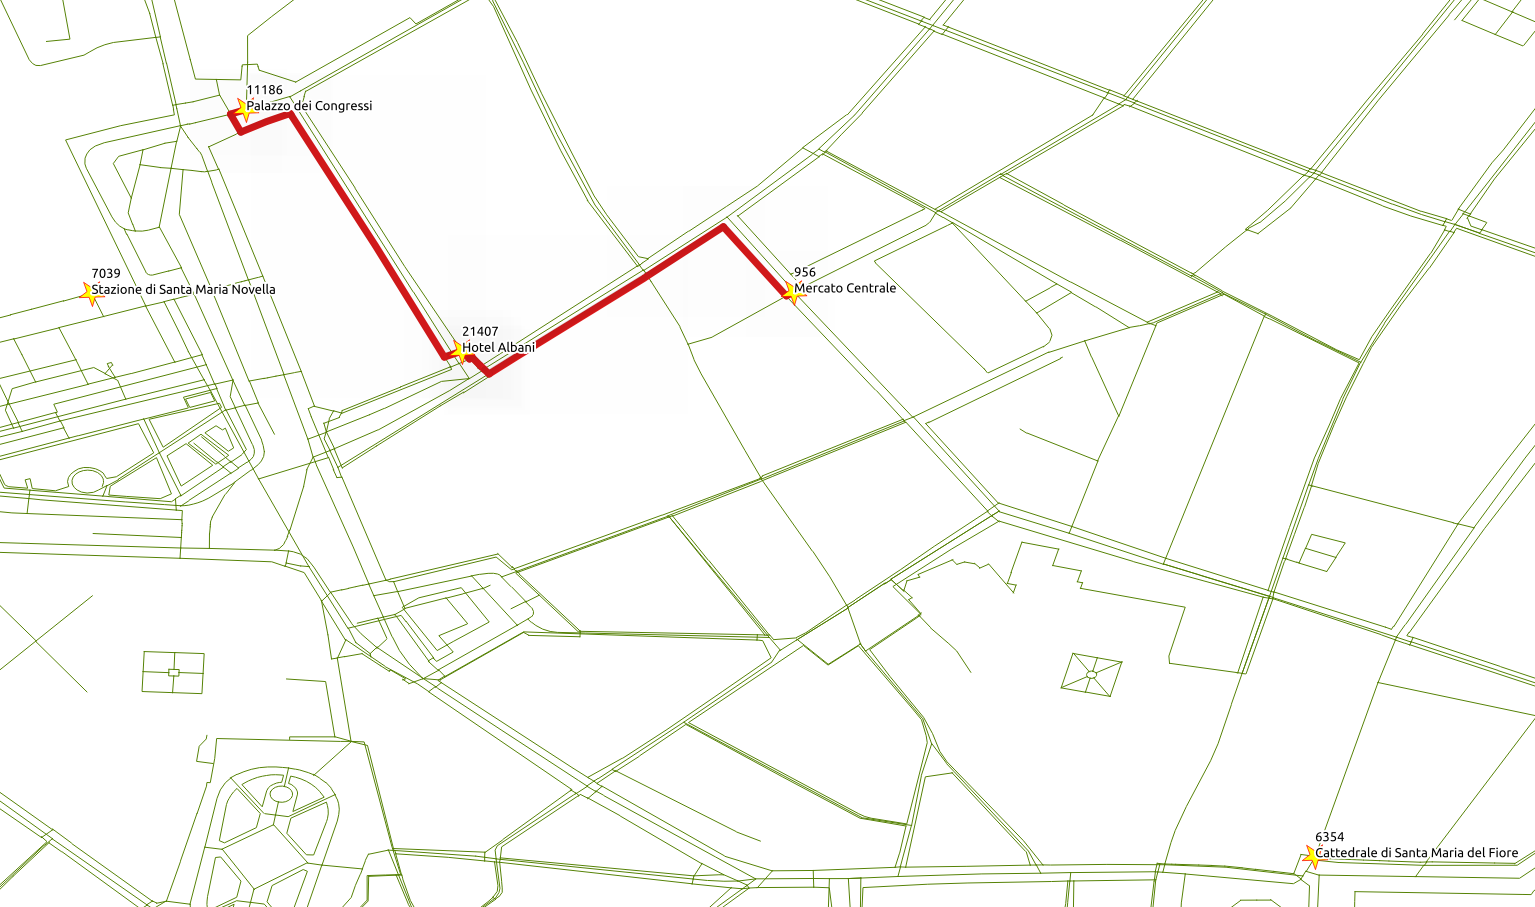 11186
Palazzo dei Congressi
7039
Stazione di Santa Maria Novella
956
Mercato Centrale
21407
Hotel Albani
6354
Cattedrale di Santa Maria del Fiore